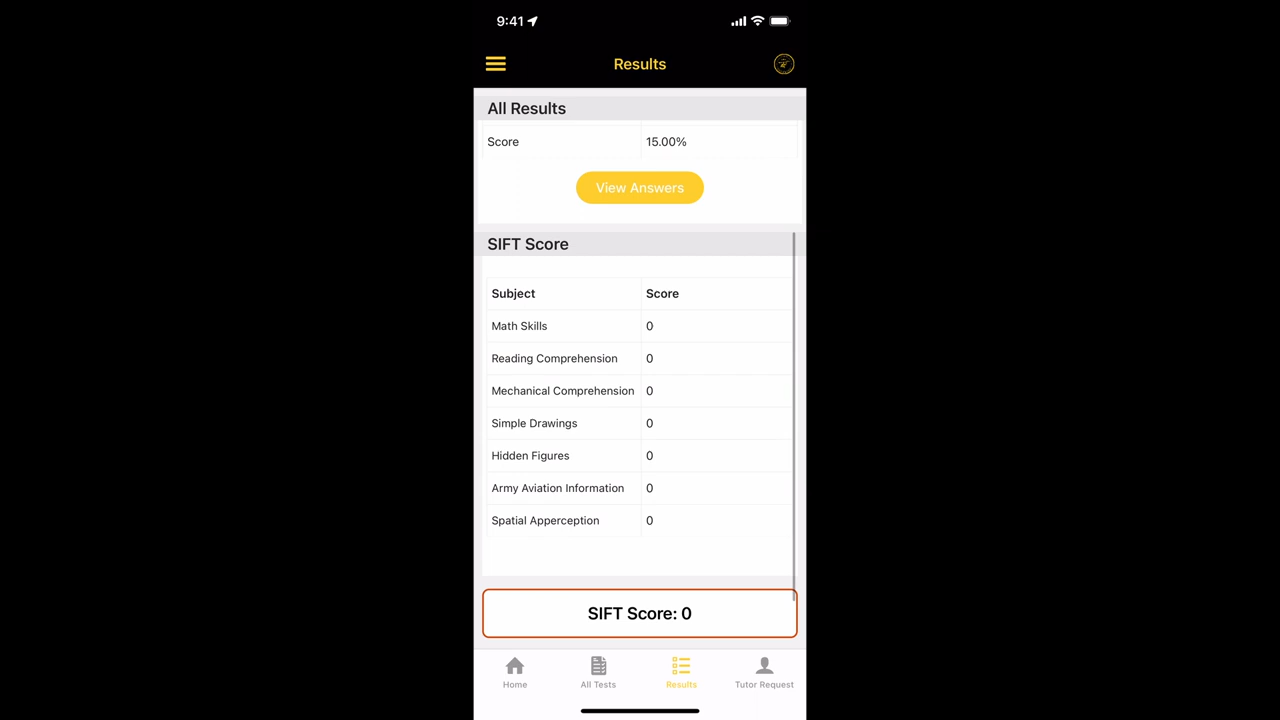 9:41
Results
All Results
Score 15.00%
View Answers
SIFT Score
Subject Score
Math Skills 0
Reading Comprehension 0
Mechanical Comprehension 0
Simple Drawings 0
Hidden Figures 0
Army Aviation Information 0
Spatial Apperception 0
SIFT Score: 0
Home All Tests Results Tutor Request